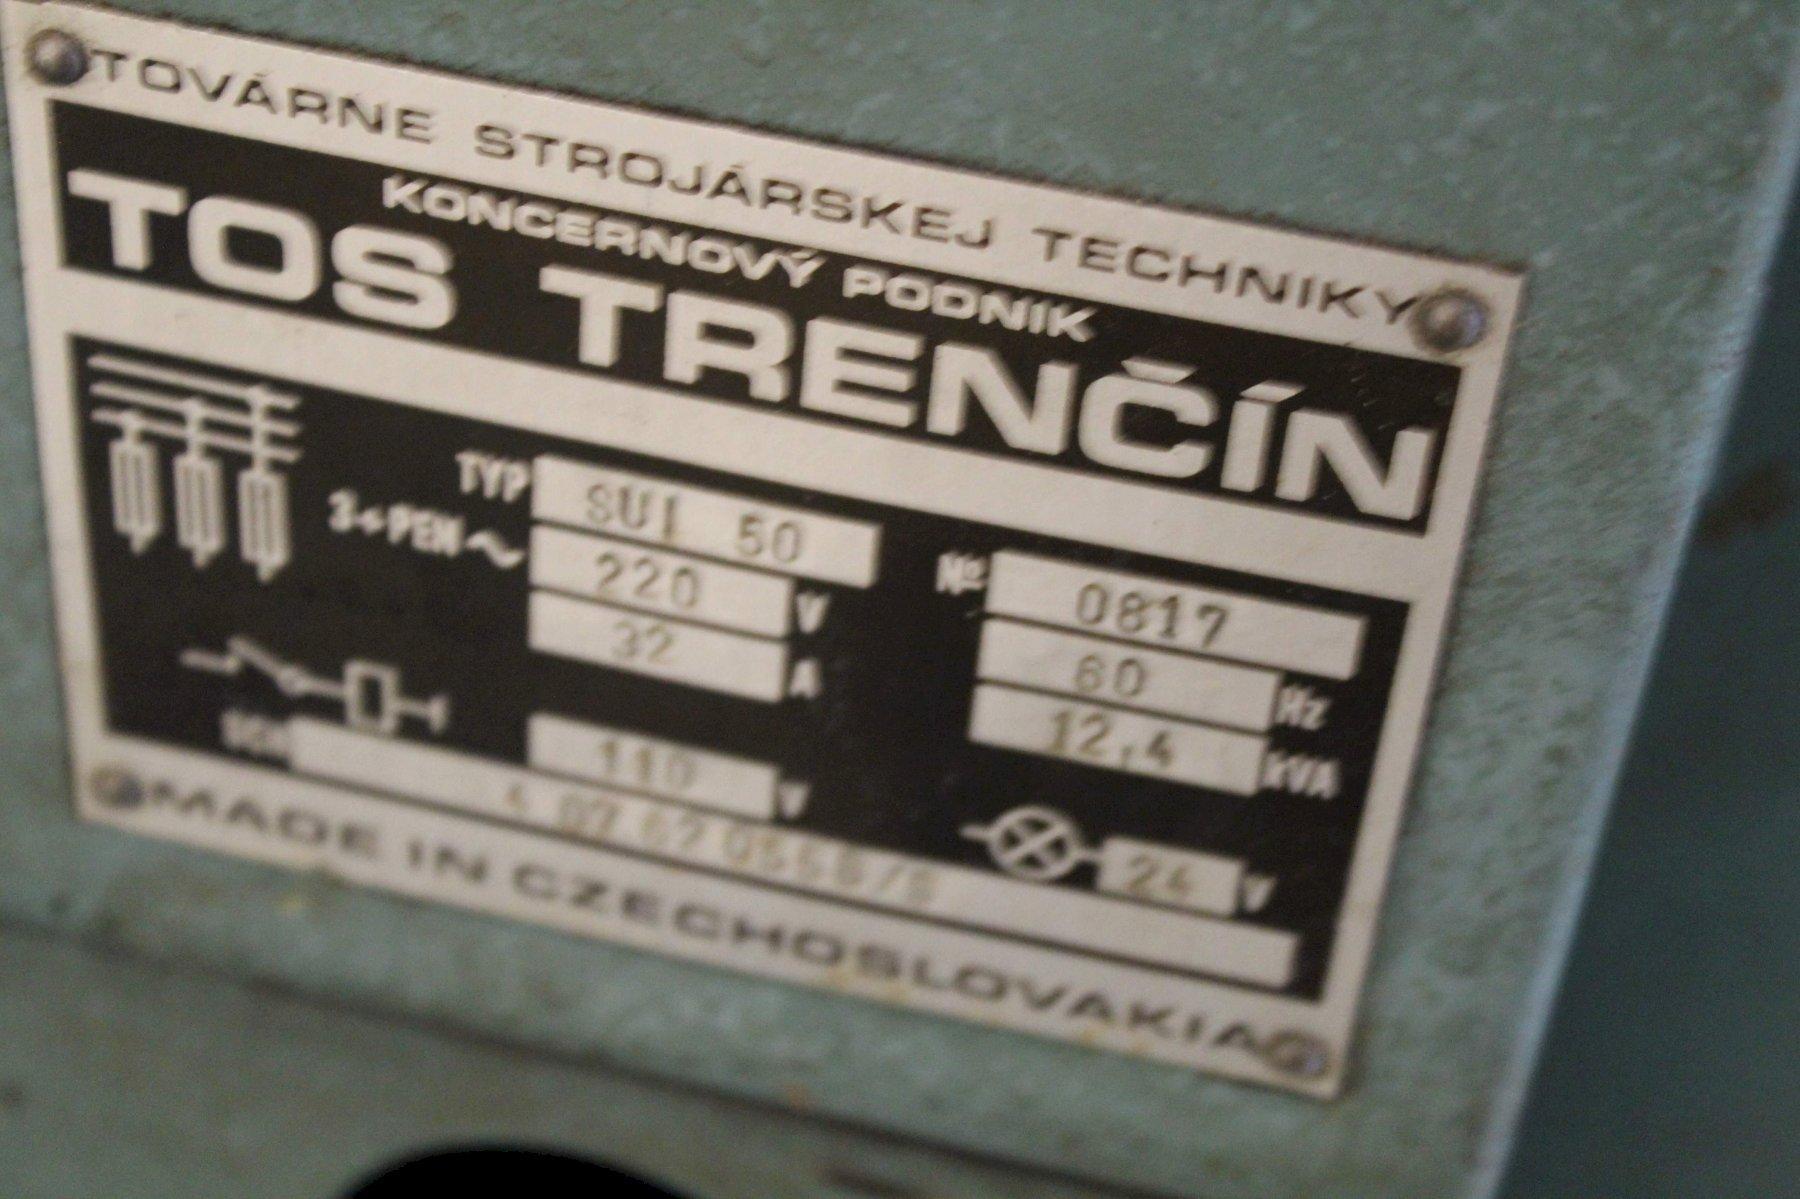 TOVÁRNE STROJÁRSKEJ TECHNIKY
KONCERNOVÝ PODNIK
TOS TRENČÍN
TYP SUI 50
3+PEN~ 220 V
32 A
№ 0817
60 Hz
12,4 kVA
110 V
24 V
MADE IN CZECHOSLOVAKIA